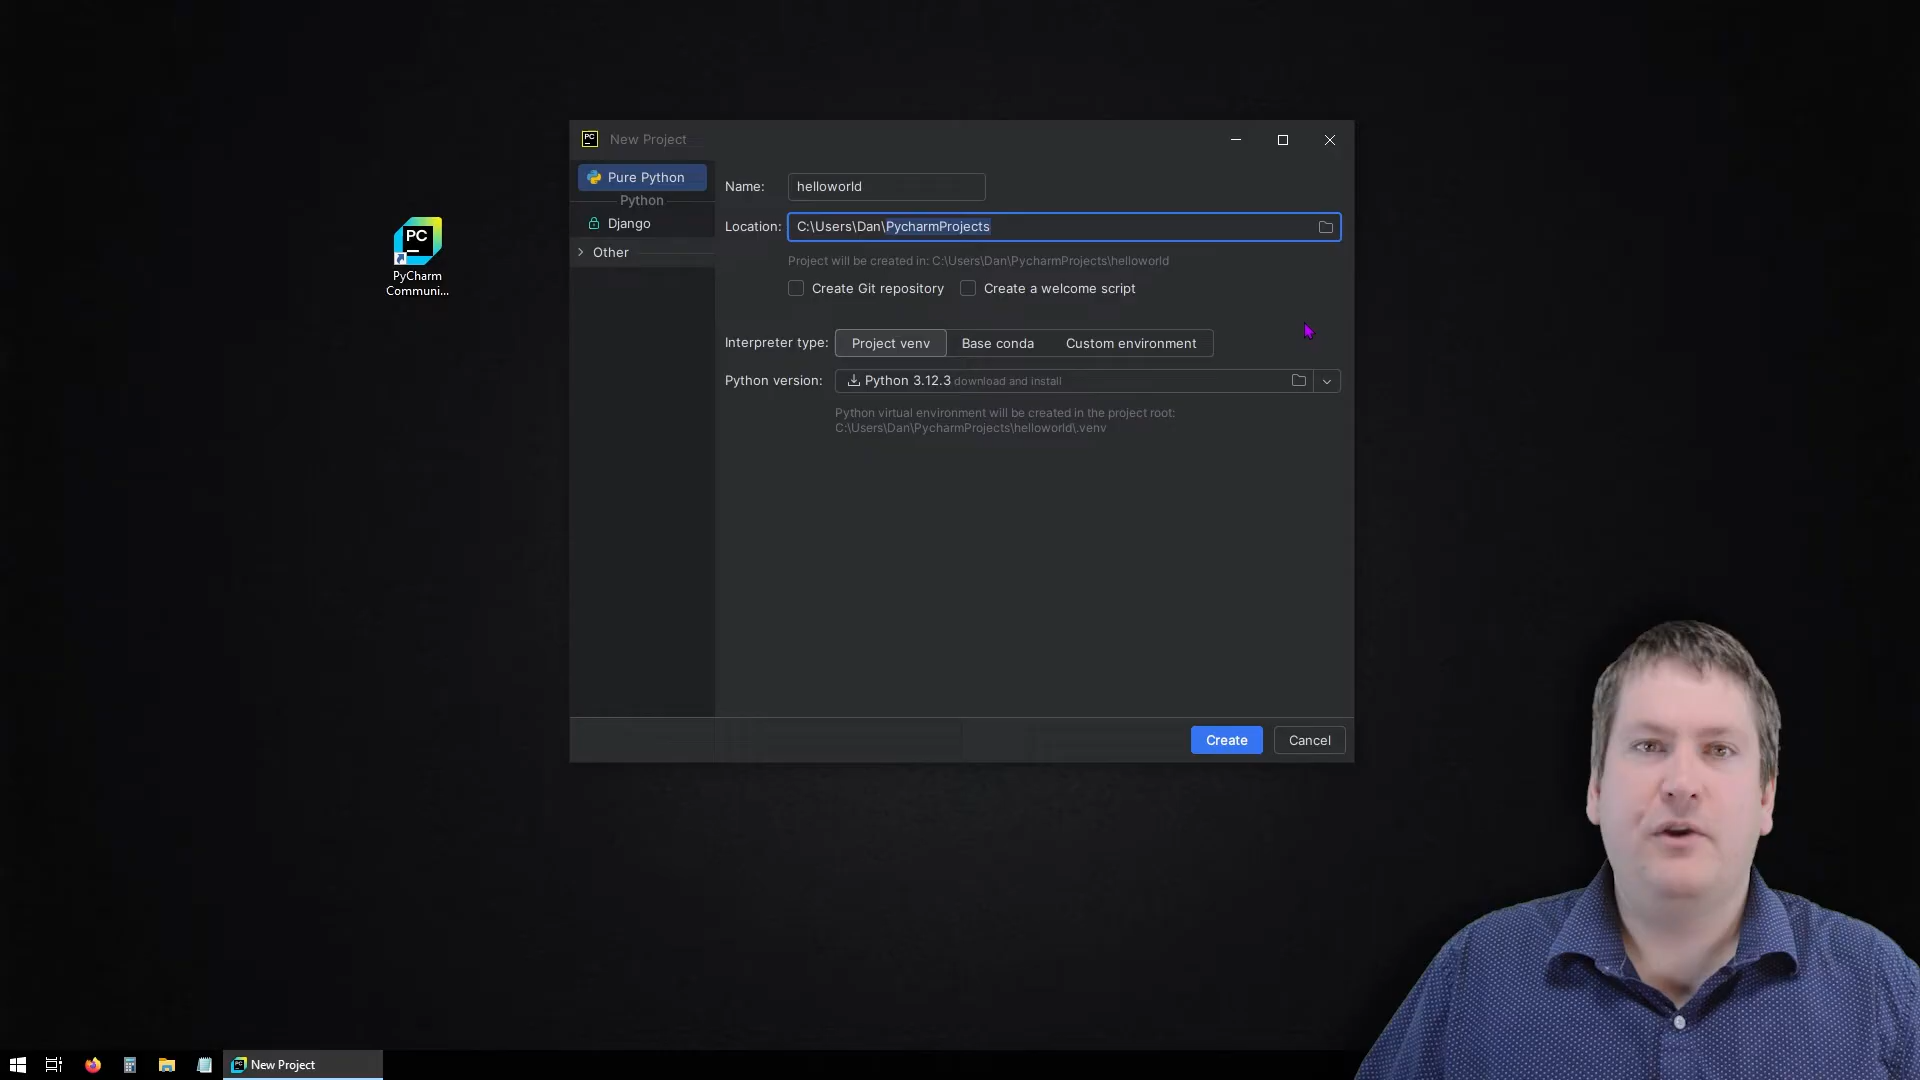 New Project
Pure Python
Python
Django
Other
Name: helloworld
Location: C:\Users\Dan\PycharmProjects
Project will be created in: C:\Users\Dan\PycharmProjects\helloworld
Create Git repository Create a welcome script
Interpreter type: Project venv Base conda Custom environment
Python version: Python 3.12.3 download and install
Python virtual environment will be created in the project root:
C:\Users\Dan\PycharmProjects\helloworld\.venv
Create Cancel
PC
PyCharm
Communi...
PC
New Project